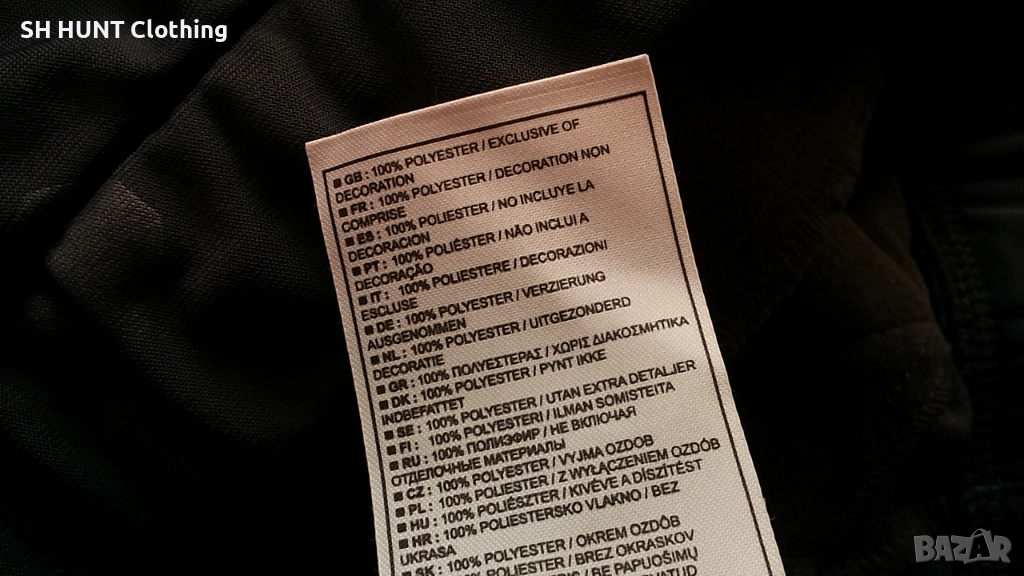 SH HUNT Clothing
■ GB : 100% POLYESTER / EXCLUSIVE OF
DECORATION
■ FR : 100% POLYESTER / DECORATION NON
COMPRISE
■ ES : 100% POLIESTER / NO INCLUYE LA
DECORACION
■ PT : 100% POLIÉSTER / NÃO INCLUI A
DECORAÇÃO
■ IT : 100% POLIESTERE / DECORAZIONI
ESCLUSE
■ DE : 100% POLYESTER / VERZIERUNG
AUSGENOMMEN
■ NL : 100% POLYESTER / UITGEZONDERD
DECORATIE
■ GR : 100% ΠΟΛΥΕΣΤΕΡΑΣ / ΧΩΡΙΣ ΔΙΑΚΟΣΜΗΤΙΚΑ
■ DK : 100% POLYESTER / PYNT IKKE
INDBEFATTET
■ SE : 100% POLYESTER / UTAN EXTRA DETALJER
■ FI : 100% POLYESTERI / ILMAN SOMISTEITA
■ RU : 100% ПОЛИЭФИР / НЕ ВКЛЮЧАЯ
ОТДЕЛОЧНЫЕ МАТЕРИАЛЫ
■ CZ : 100% POLYESTER / VYJMA OZDOB
■ PL : 100% POLIESTER / Z WYŁĄCZENIEM OZDÓB
■ HU : 100% POLIÉSZTER / KIVÉVE A DÍSZÍTÉST
■ HR : 100% POLIESTERSKO VLAKNO / BEZ
UKRASA
■ SK : 100% POLYESTER / OKREM OZDÔB
POLIESTER / BREZ OKRASKOV
/ BE PAPUOŠIMŲ
BAZAR